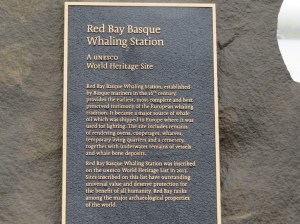 Red Bay Basque
Whaling Station
A UNESCO
World Heritage Site
Red Bay Basque Whaling Station, established
by Basque mariners in the 16th century,
provides the earliest, most complete and best
preserved testimony of the European whaling
tradition. It became a major source of whale
oil which was shipped to Europe where it was
used for lighting. The site includes remains
of rendering ovens, cooperages, wharves,
temporary living quarters and a cemetery,
together with underwater remains of vessels
and whale bone deposits.
Red Bay Basque Whaling Station was inscribed
on the UNESCO World Heritage List in 2013.
Sites inscribed on this list have outstanding
universal value and deserve protection for
the benefit of all humanity. Red Bay ranks
among the major archaeological properties
of the world.